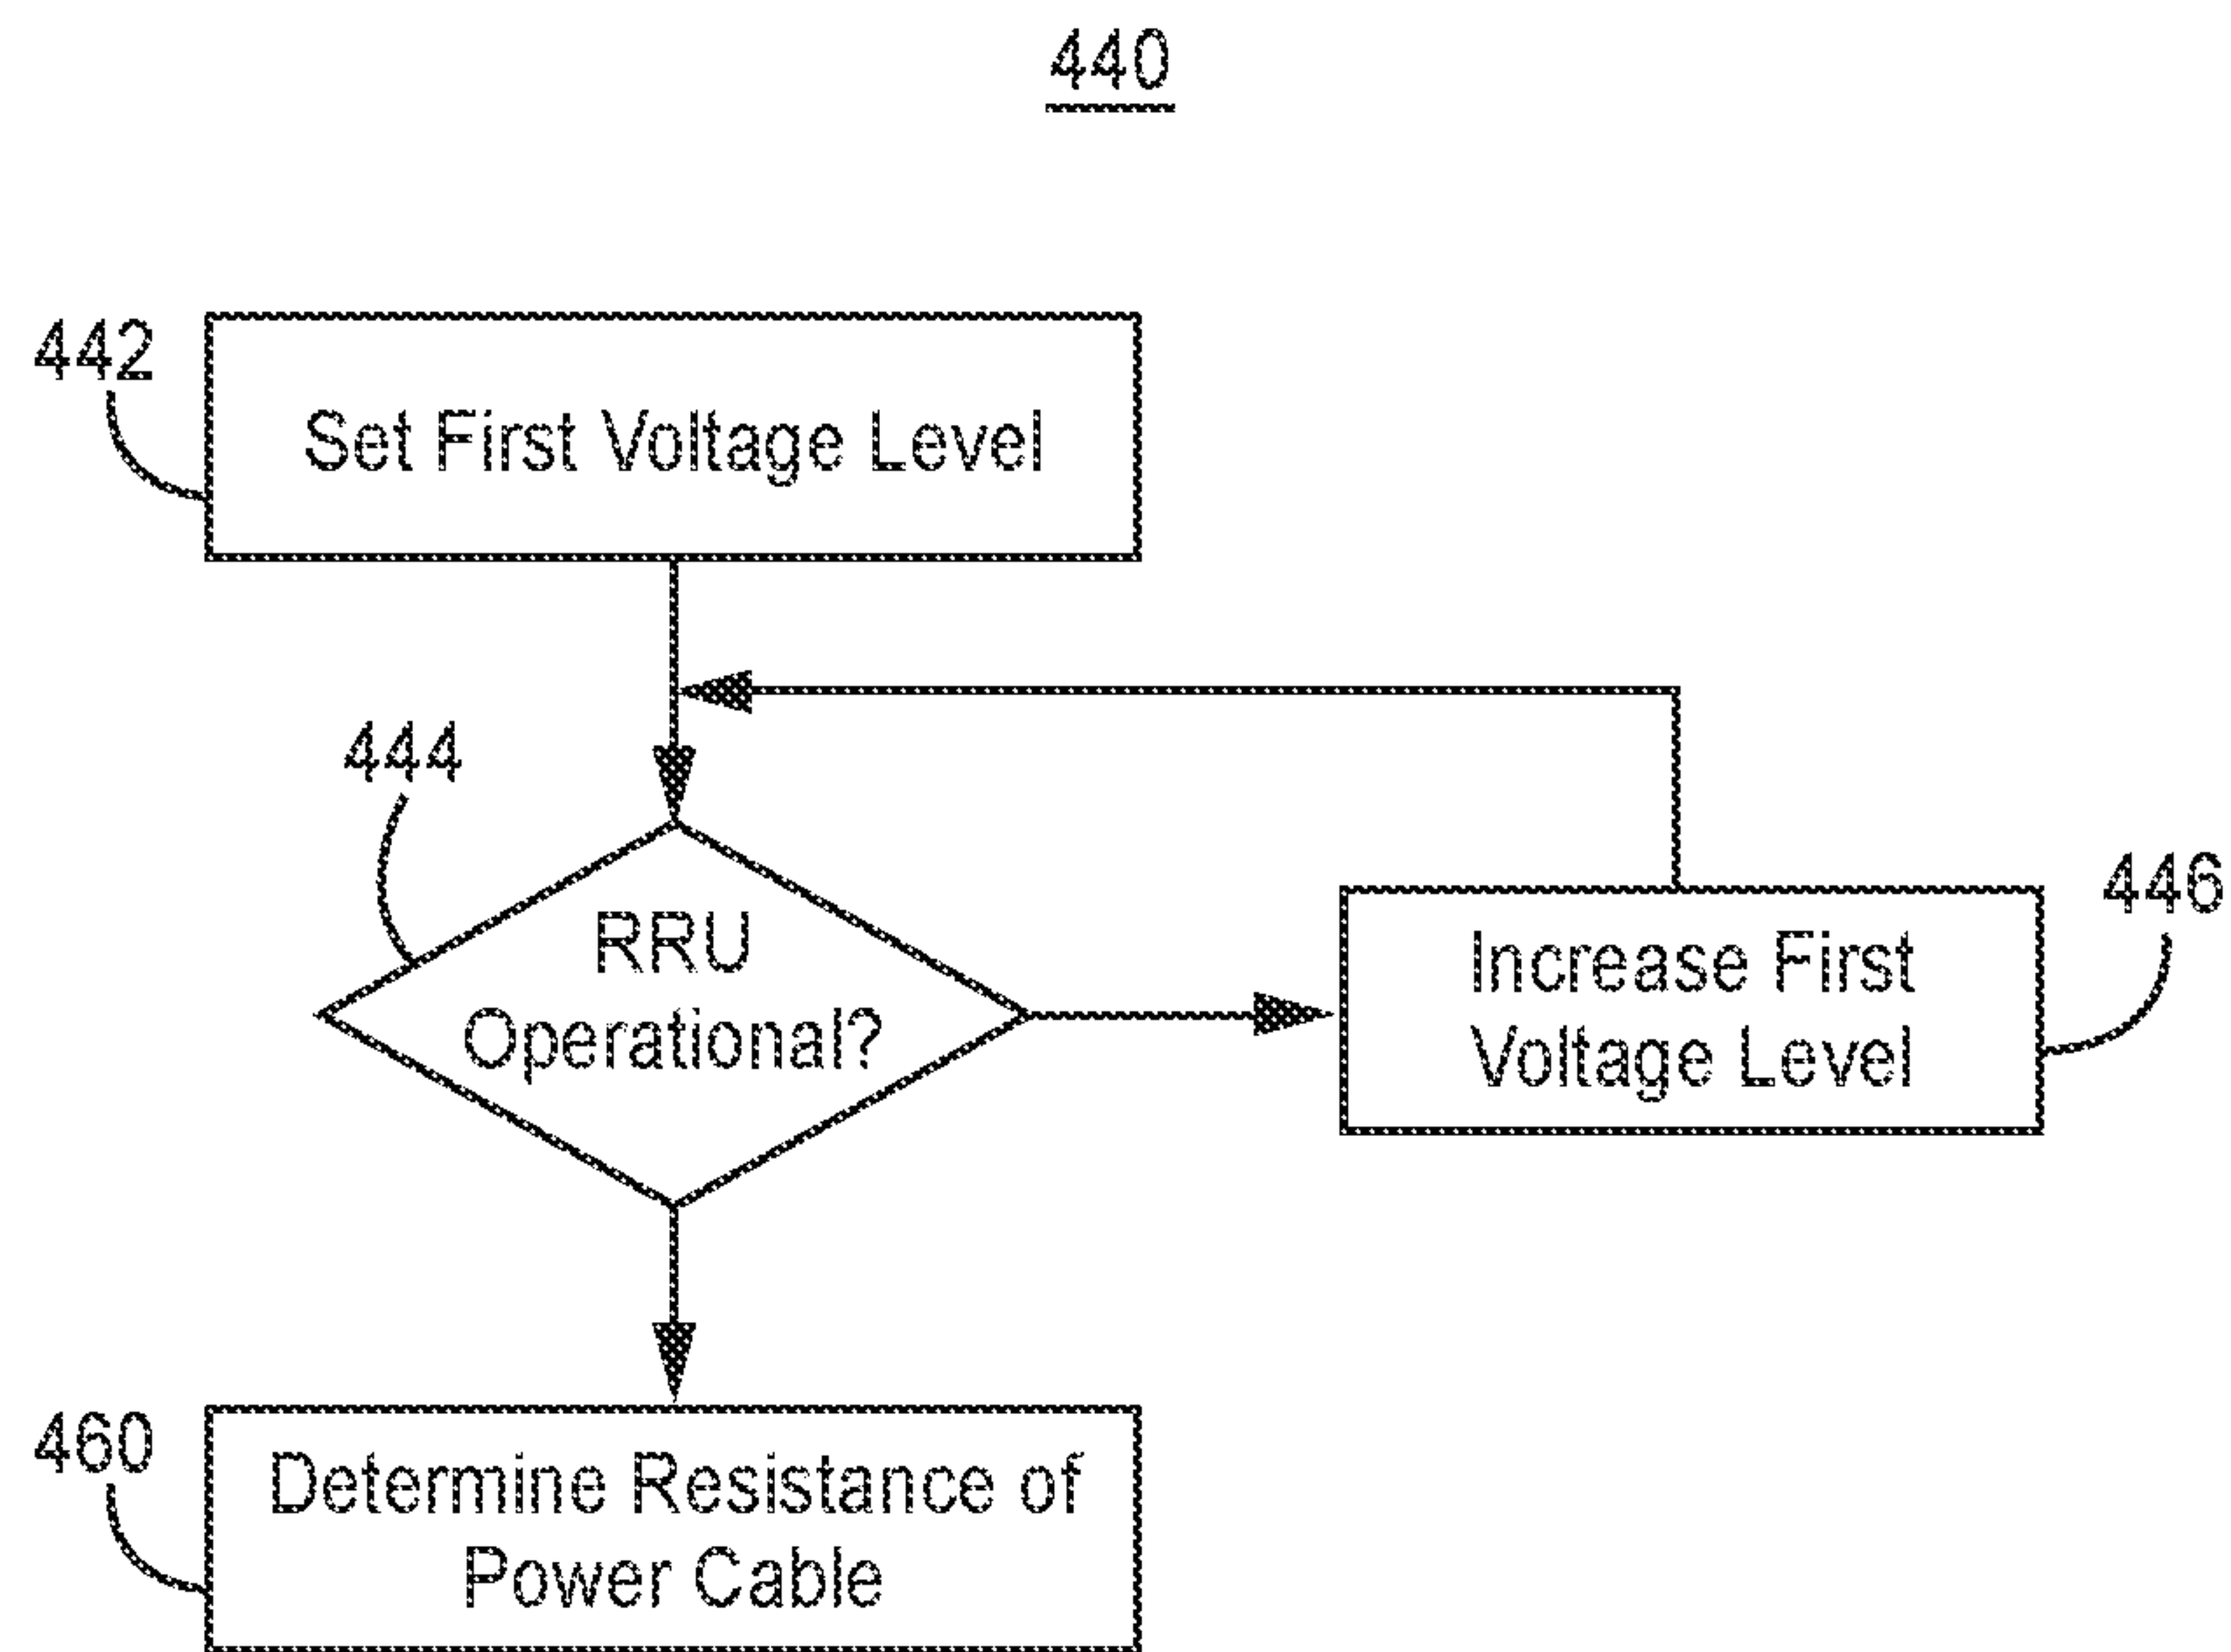 440
442
Set First Voltage Level
444
RRU
Operational?
446
Increase First
Voltage Level
460
Determine Resistance of
Power Cable